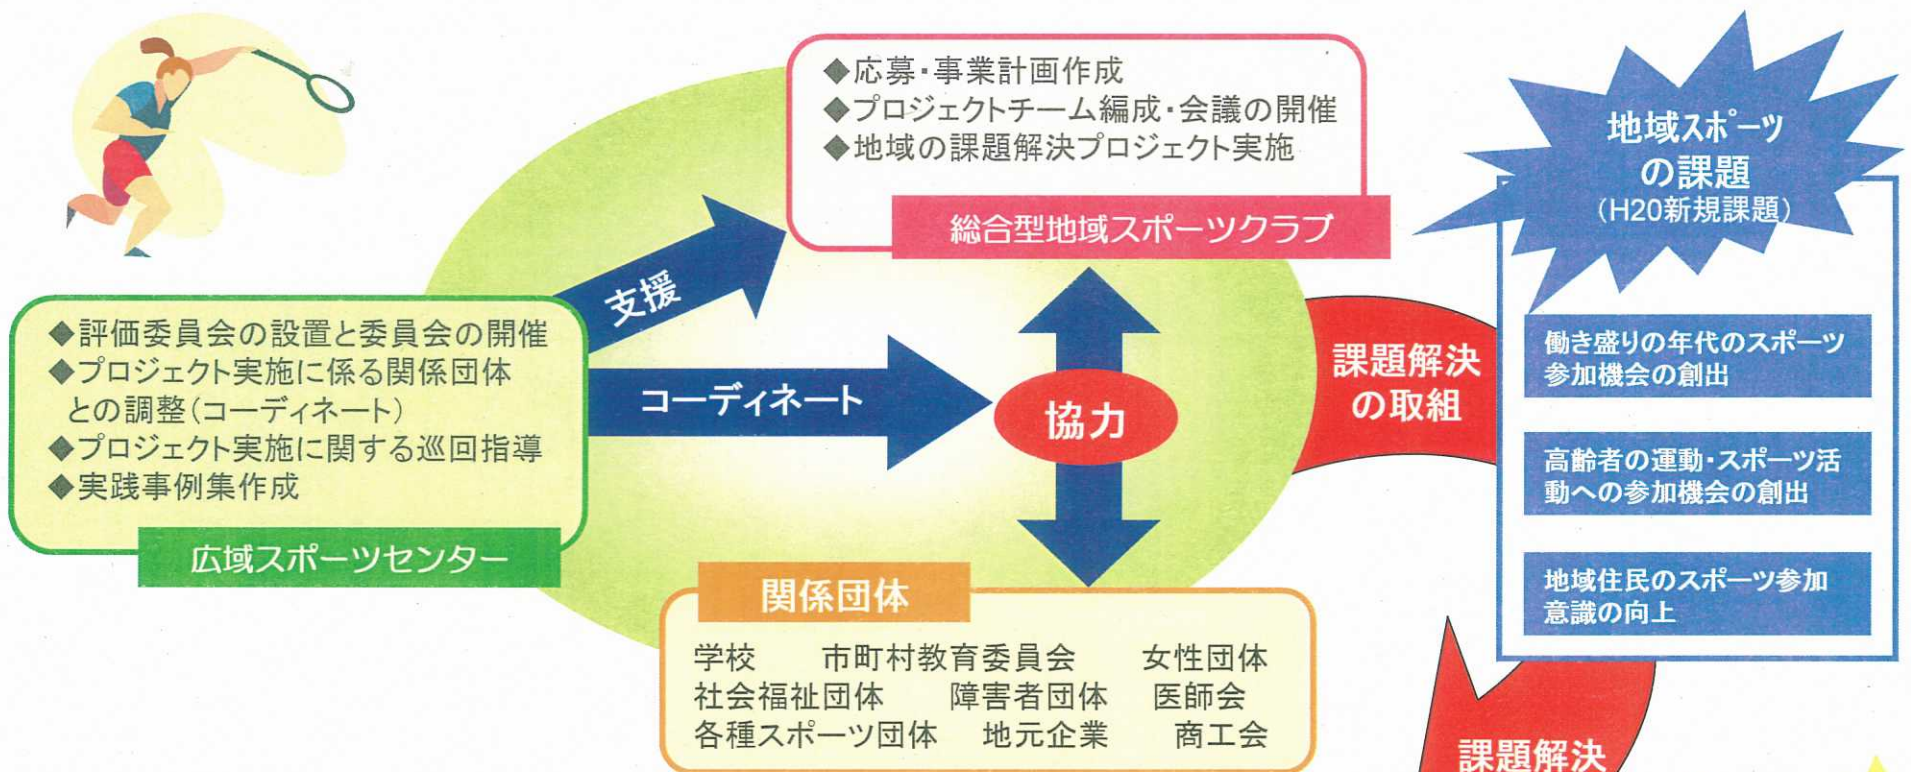 ◆応募・事業計画作成
◆プロジェクトチーム編成・会議の開催
◆地域の課題解決プロジェクト実施
総合型地域スポーツクラブ
地域スポーツ
の課題
(H20新規課題)
支援
◆評価委員会の設置と委員会の開催
◆プロジェクト実施に係る関係団体
との調整(コーディネート)
◆プロジェクト実施に関する巡回指導
◆実践事例集作成
広域スポーツセンター
コーディネート
協力
課題解決
の取組
働き盛りの年代のスポーツ
参加機会の創出
高齢者の運動・スポーツ活
動への参加機会の創出
地域住民のスポーツ参加
意識の向上
関係団体
学校 市町村教育委員会 女性団体
社会福祉団体 障害者団体 医師会
各種スポーツ団体 地元企業 商工会
課題解決